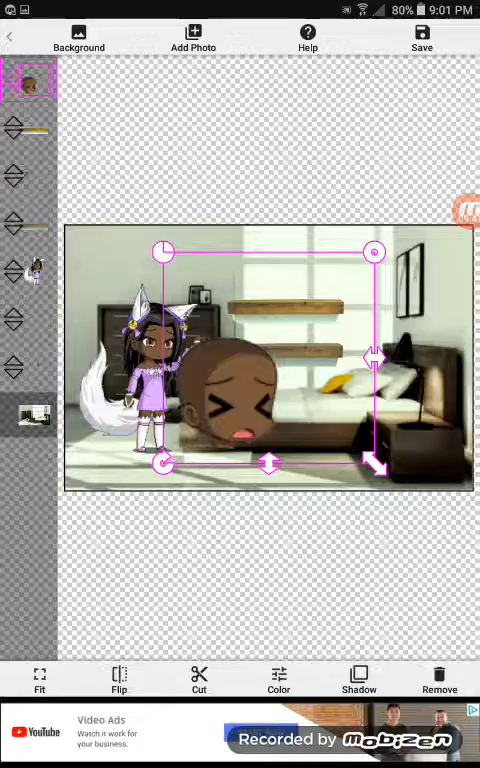 80% 9:01 PM
Background Add Photo Help Save
Fit Flip Cut Color Shadow Remove
YouTube Video Ads
Watch it work for
your business.
Recorded by Mobizen